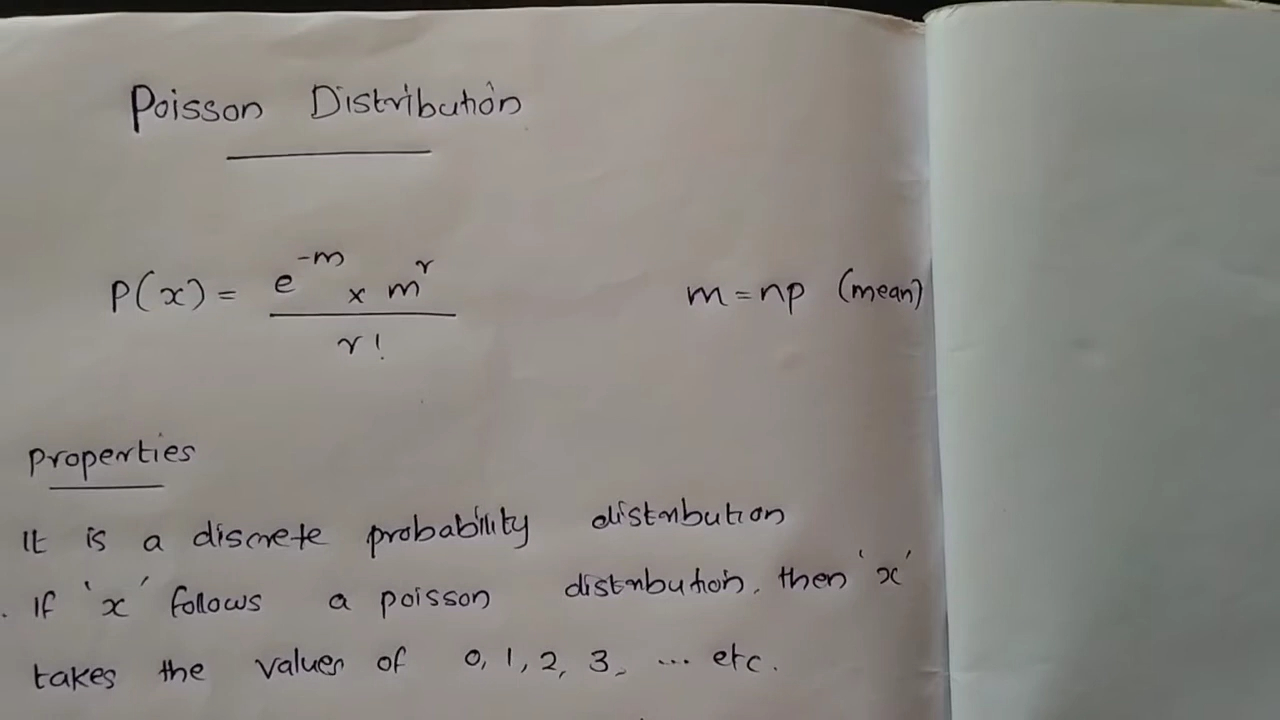 Poisson Distribution
P(x) = e^-m × m^r / r!    m = np (mean)
Properties
It is a discrete probability distribution
. If 'x' follows a poisson distribution, then 'x'
takes the values of 0, 1, 2, 3, ... etc.